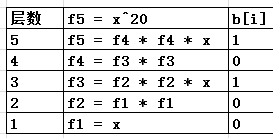 层数 f5 = x^20 b[i]
5 f5 = f4 * f4 * x 1
4 f4 = f3 * f3 0
3 f3 = f2 * f2 * x 1
2 f2 = f1 * f1 0
1 f1 = x 0